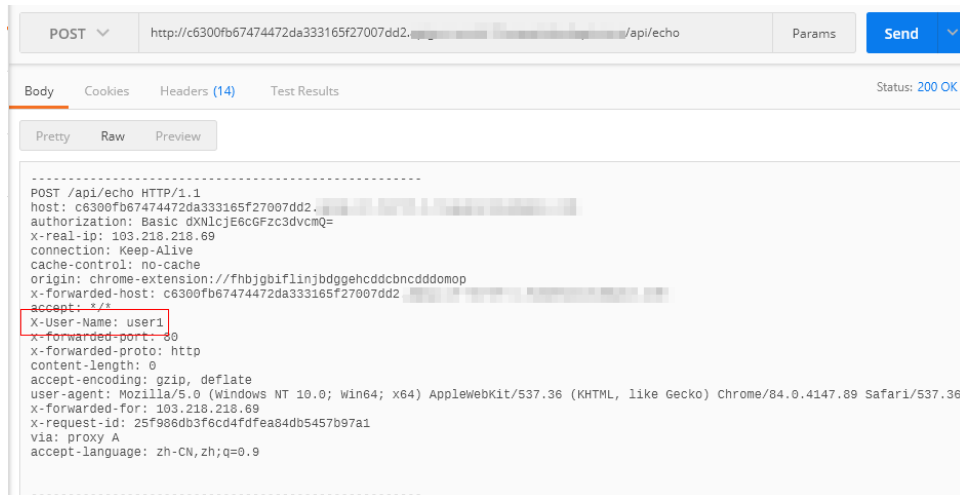 POST http://c6300fb67474472da333165f27007dd2. /api/echo Params Send
Body Cookies Headers (14) Test Results Status: 200 OK
Pretty Raw Preview
-----------------------------------------------------
POST /api/echo HTTP/1.1
host: c6300fb67474472da333165f27007dd2.
authorization: Basic dXNlcjE6cGFzc3dvcmQ=
x-real-ip: 103.218.218.69
connection: Keep-Alive
cache-control: no-cache
origin: chrome-extension://fhbjgbiflinjbdggehcddcbncdddomop
x-forwarded-host: c6300fb67474472da333165f27007dd2
accept: */*
X-User-Name: user1
x-forwarded-port: 80
x-forwarded-proto: http
content-length: 0
accept-encoding: gzip, deflate
user-agent: Mozilla/5.0 (Windows NT 10.0; Win64; x64) AppleWebKit/537.36 (KHTML, like Gecko) Chrome/84.0.4147.89 Safari/537.36
x-forwarded-for: 103.218.218.69
x-request-id: 25f986db3f6cd4fdfea84db5457b97a1
via: proxy A
accept-language: zh-CN,zh;q=0.9
-----------------------------------------------------